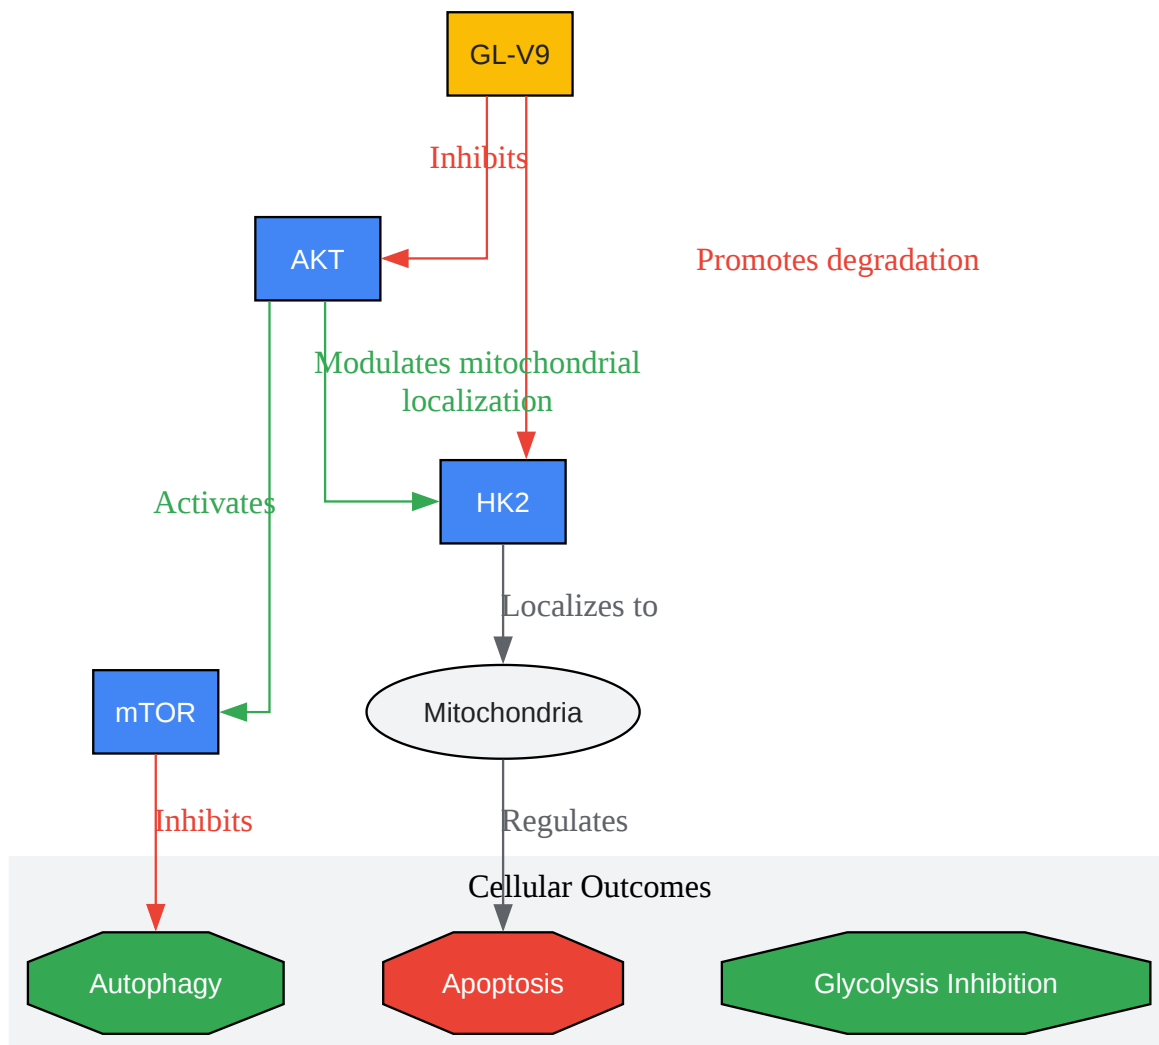 GL-V9
Inhibits
AKT
Promotes degradation
Modulates mitochondrial
localization
Activates
HK2
Localizes to
mTOR
Mitochondria
Inhibits
Regulates
Cellular Outcomes
Autophagy
Apoptosis
Glycolysis Inhibition